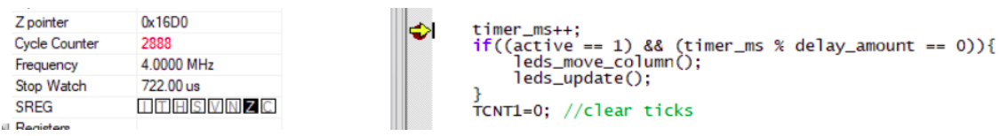 Z pointer 0x16D0
Cycle Counter 2888
Frequency 4.0000 MHz
Stop Watch 722.00 us
SREG I T H S V N Z C
Registers
timer_ms++;
if((active == 1) && (timer_ms % delay_amount == 0)){
leds_move_column();
leds_update();
}
TCNT1=0; //clear ticks